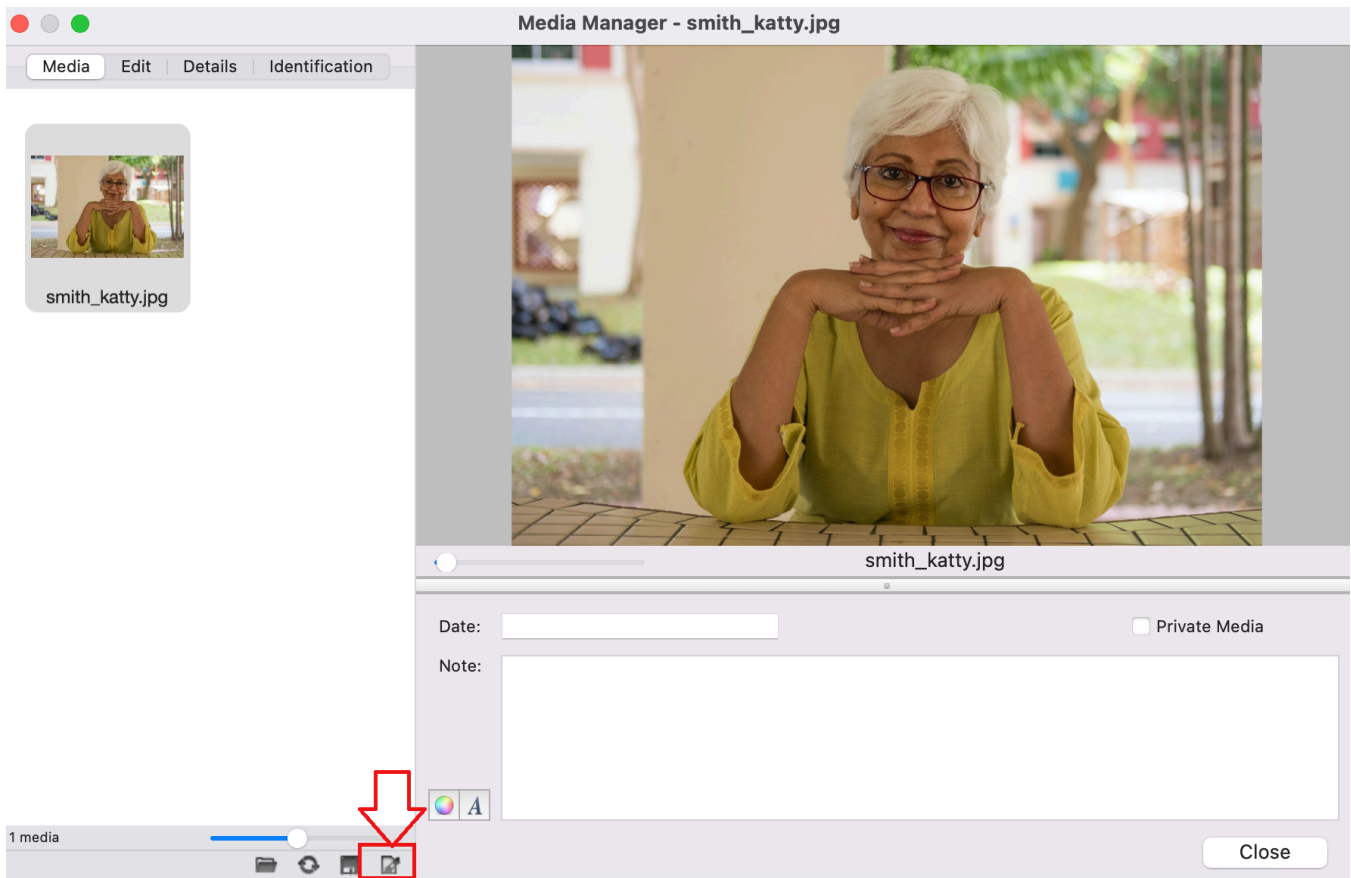 Media Manager - smith_katty.jpg
Media Edit Details Identification
smith_katty.jpg
smith_katty.jpg
Date:
Private Media
Note:
A
1 media
Close